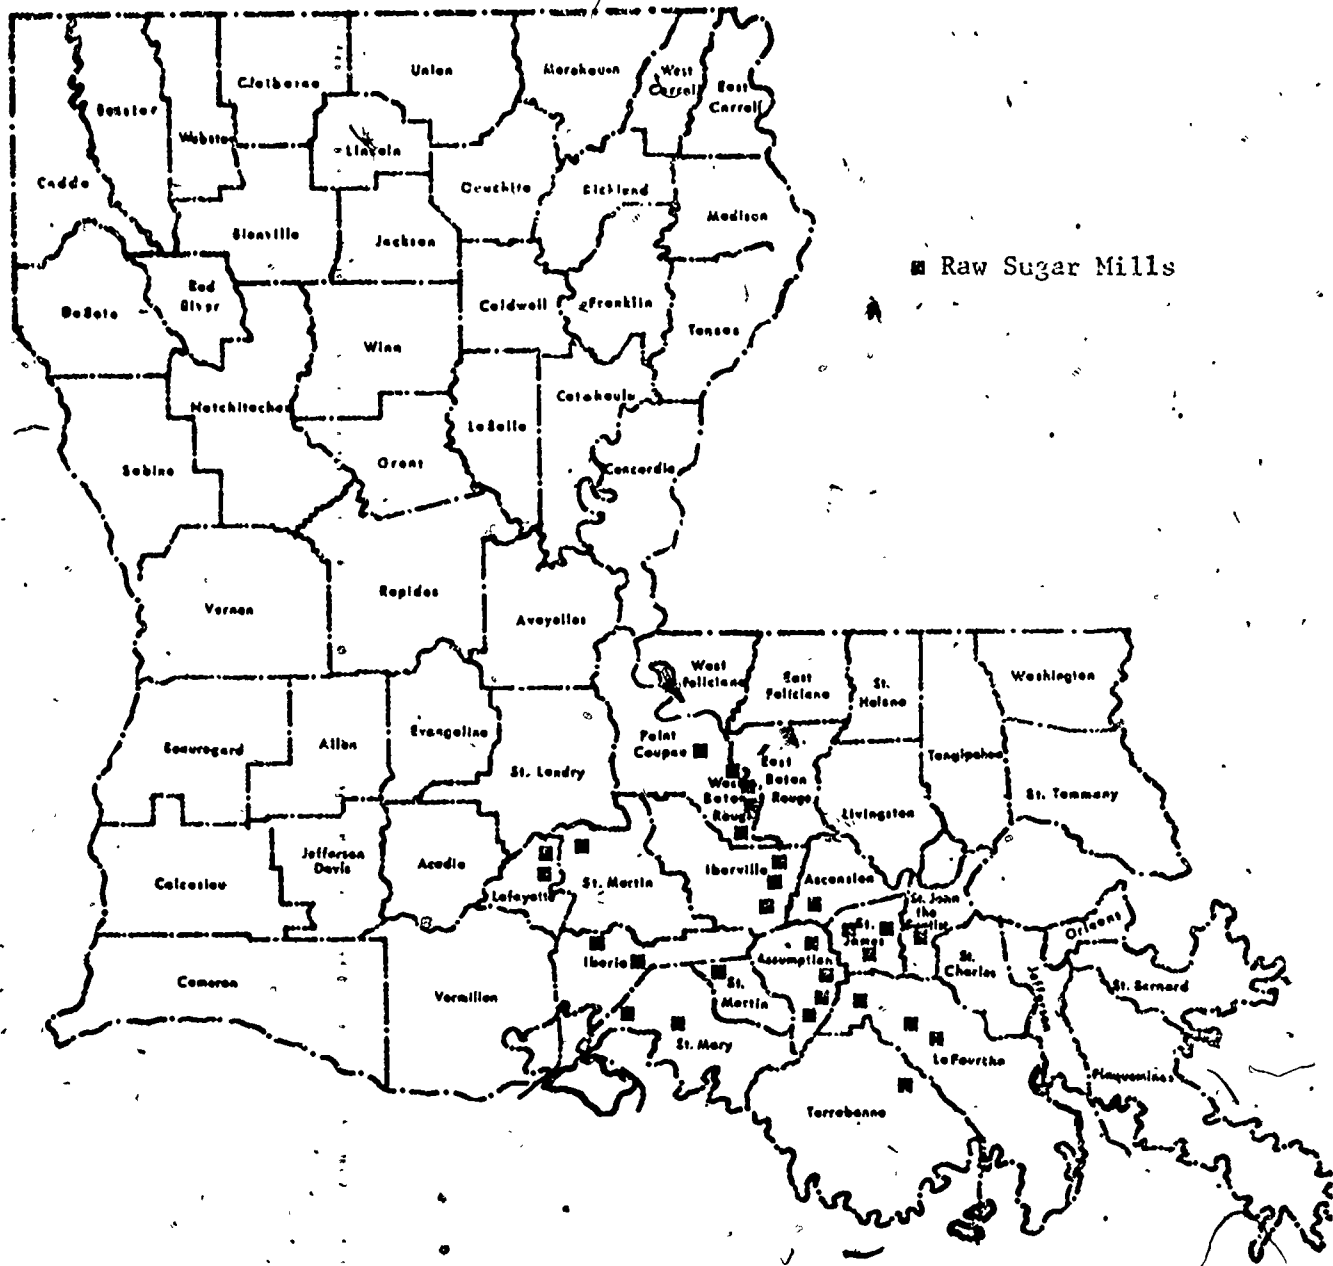 Claiborne
Union
Morehouse
West
Carroll
East
Carroll
Bossier
Webster
Lincoln
Caddo
Ouachita
Richland
Madison
Bienville
Jackson
Raw Sugar Mills
Red
River
DeSoto
Caldwell
Franklin
Tensas
Winn
Natchitoches
Catahoula
LaSalle
Sabine
Grant
Concordia
Vernon
Rapides
Avoyelles
West
Feliciana
East
Feliciana
St.
Helena
Washington
Beauregard
Allen
Evangeline
Point
Coupee
St. Landry
East
Baton
Rouge
West
Baton
Rouge
Tangipahoa
St. Tammany
Livingston
Jefferson
Davis
Acadia
Calcasieu
Lafayette
St. Martin
Iberville
Ascension
St. John
the
Baptist
St.
James
Orleans
Iberia
Assumption
St.
Charles
Jefferson
Cameron
Vermilion
St.
Martin
St. Bernard
St. Mary
LaFourche
Plaquemines
Terrebonne